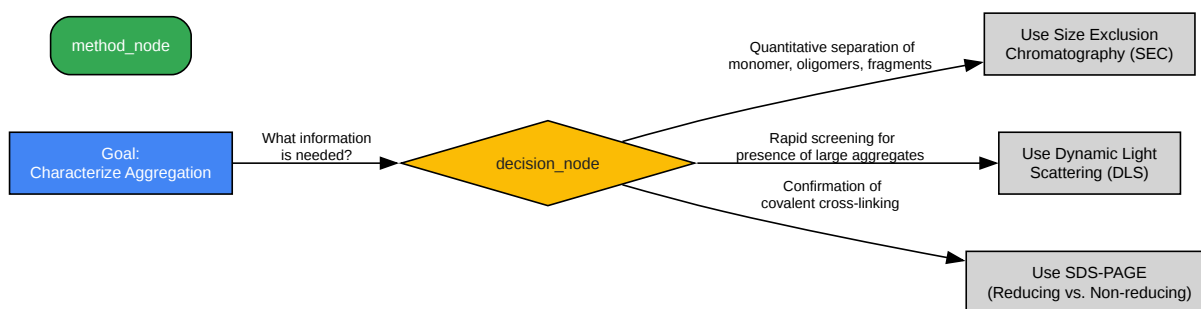 method_node
Goal:
Characterize Aggregation
What information
is needed?
decision_node
Quantitative separation of
monomer, oligomers, fragments
Use Size Exclusion
Chromatography (SEC)
Rapid screening for
presence of large aggregates
Use Dynamic Light
Scattering (DLS)
Confirmation of
covalent cross-linking
Use SDS-PAGE
(Reducing vs. Non-reducing)